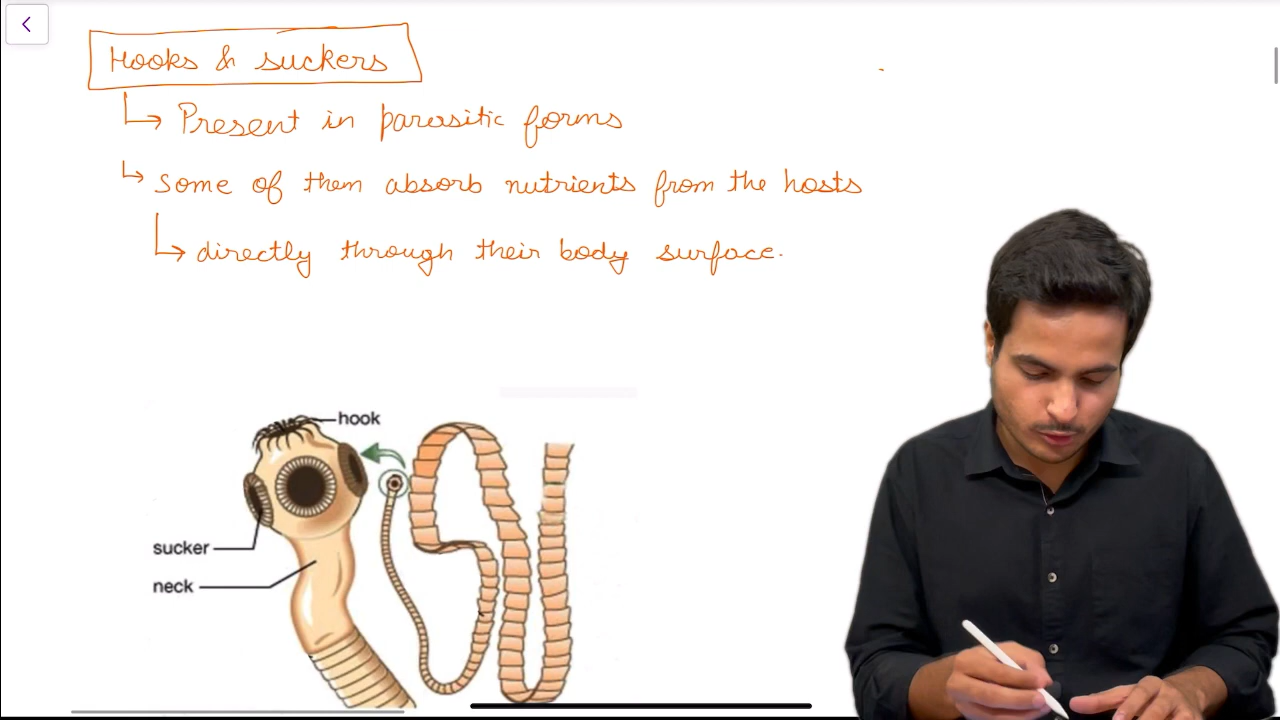 Hooks & suckers
Present in parasitic forms
Some of them absorb nutrients from the hosts
directly through their body surface.
hook
sucker
neck